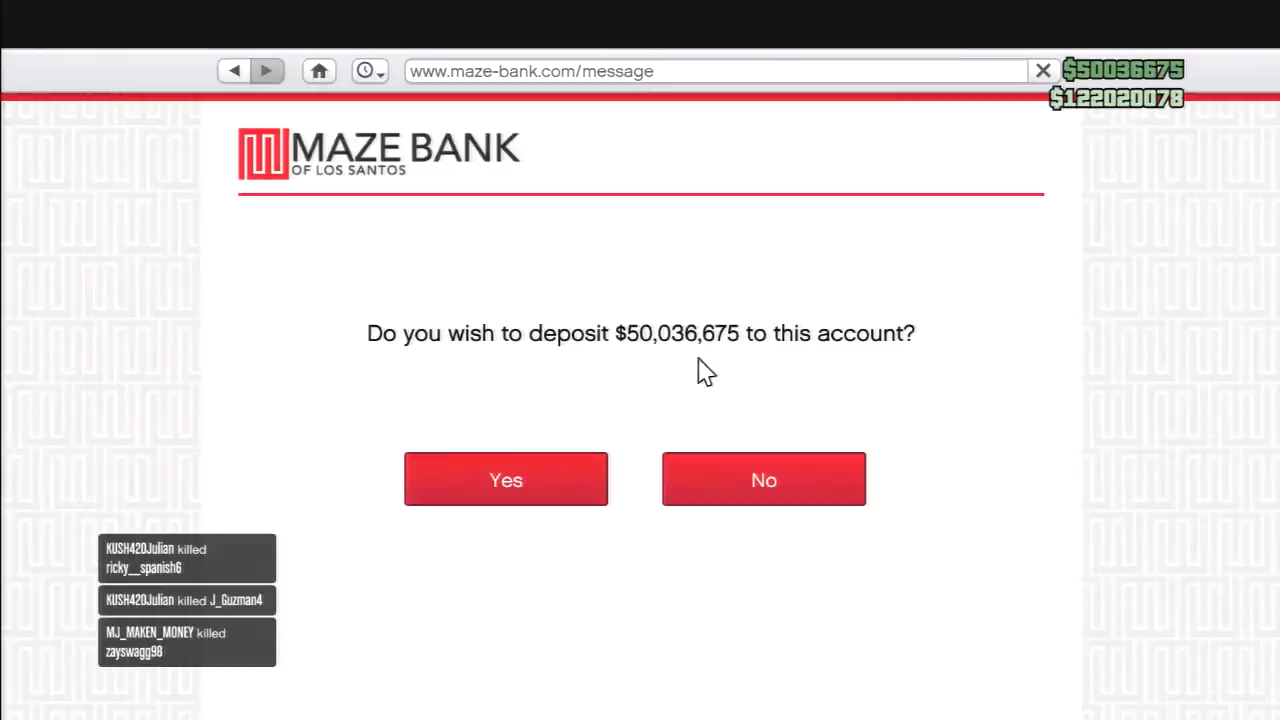 www.maze-bank.com/message
$50036675
$122020078
MAZE BANK
OF LOS SANTOS
Do you wish to deposit $50,036,675 to this account?
Yes
No
KUSH420Julian killed
ricky__spanish6
KUSH420Julian killed J_Guzman4
MJ_MAKEN_MONEY killed
zayswagg98